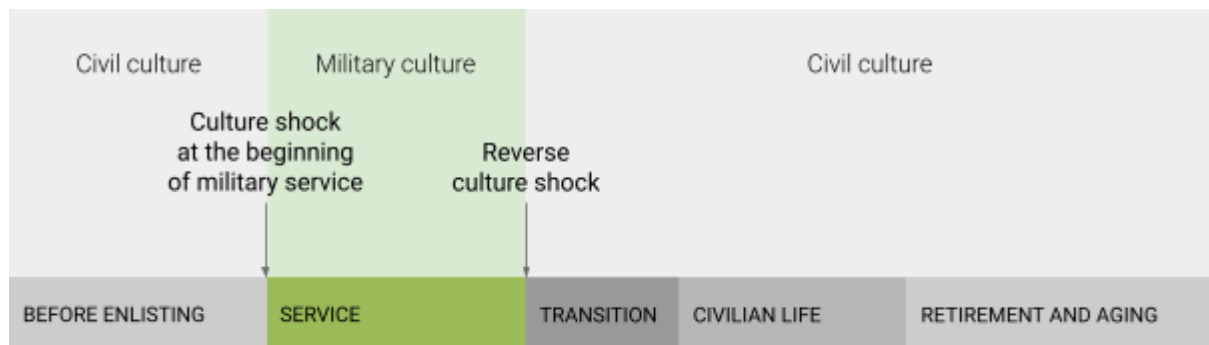 Civil culture
Military culture
Civil culture
Culture shock
at the beginning
of military service
Reverse
culture shock
BEFORE ENLISTING
SERVICE
TRANSITION
CIVILIAN LIFE
RETIREMENT AND AGING